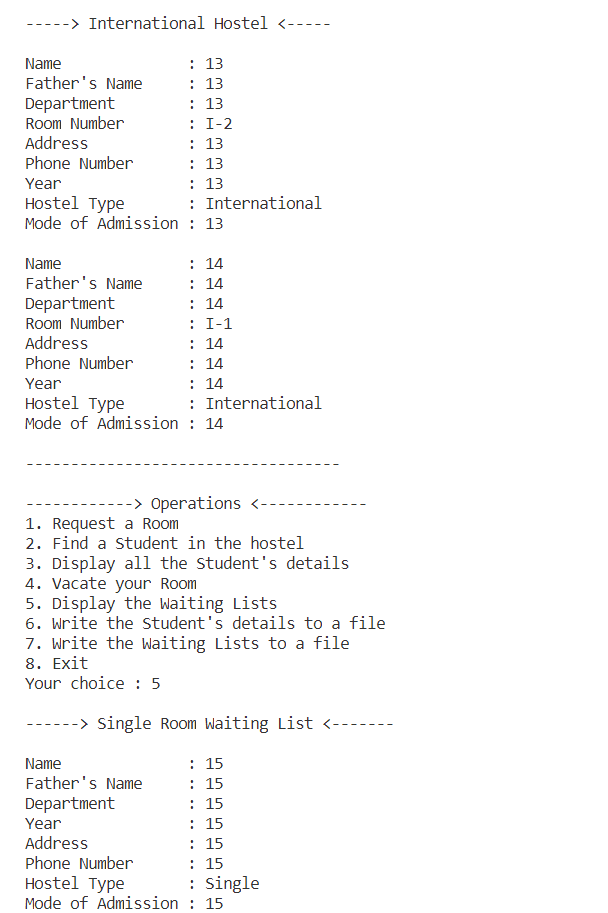 -----> International Hostel <-----
Name : 13
Father's Name : 13
Department : 13
Room Number : I-2
Address : 13
Phone Number : 13
Year : 13
Hostel Type : International
Mode of Admission : 13
Name : 14
Father's Name : 14
Department : 14
Room Number : I-1
Address : 14
Phone Number : 14
Year : 14
Hostel Type : International
Mode of Admission : 14
-----------------------------------
------------> Operations <------------
1. Request a Room
2. Find a Student in the hostel
3. Display all the Student's details
4. Vacate your Room
5. Display the Waiting Lists
6. Write the Student's details to a file
7. Write the Waiting Lists to a file
8. Exit
Your choice : 5
------> Single Room Waiting List <-------
Name : 15
Father's Name : 15
Department : 15
Year : 15
Address : 15
Phone Number : 15
Hostel Type : Single
Mode of Admission : 15